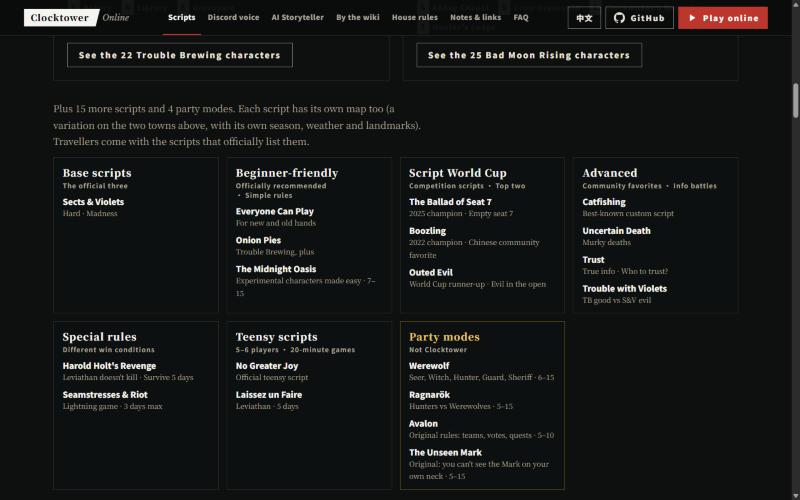 Clocktower Online
Scripts
Discord voice
AI Storyteller
By the wiki
House rules
Notes & links
FAQ
中文
GitHub
Play online
See the 22 Trouble Brewing characters
See the 25 Bad Moon Rising characters
Plus 15 more scripts and 4 party modes. Each script has its own map too (a
variation on the two towns above, with its own season, weather and landmarks).
Travellers come with the scripts that officially list them.
Base scripts
The official three
Sects & Violets
Hard · Madness
Beginner-friendly
Officially recommended
• Simple rules
Everyone Can Play
For new and old hands
Onion Pies
Trouble Brewing, plus
The Midnight Oasis
Experimental characters made easy · 7–
15
Script World Cup
Competition scripts • Top two
The Ballad of Seat 7
2025 champion · Empty seat 7
Boozling
2022 champion · Chinese community
favorite
Outed Evil
World Cup runner-up · Evil in the open
Advanced
Community favorites • Info battles
Catfishing
Best-known custom script
Uncertain Death
Murky deaths
Trust
True info · Who to trust?
Trouble with Violets
TB good vs S&V evil
Special rules
Different win conditions
Harold Holt's Revenge
Leviathan doesn't kill · Survive 5 days
Seamstresses & Riot
Lightning game · 3 days max
Teensy scripts
5–6 players • 20-minute games
No Greater Joy
Official teensy script
Laissez un Faire
Leviathan · 5 days
Party modes
Not Clocktower
Werewolf
Seer, Witch, Hunter, Guard, Sheriff · 6–15
Ragnarök
Hunters vs Werewolves · 5–15
Avalon
Original rules: teams, votes, quests · 5–10
The Unseen Mark
Original: you can't see the Mark on your
own neck · 5–15